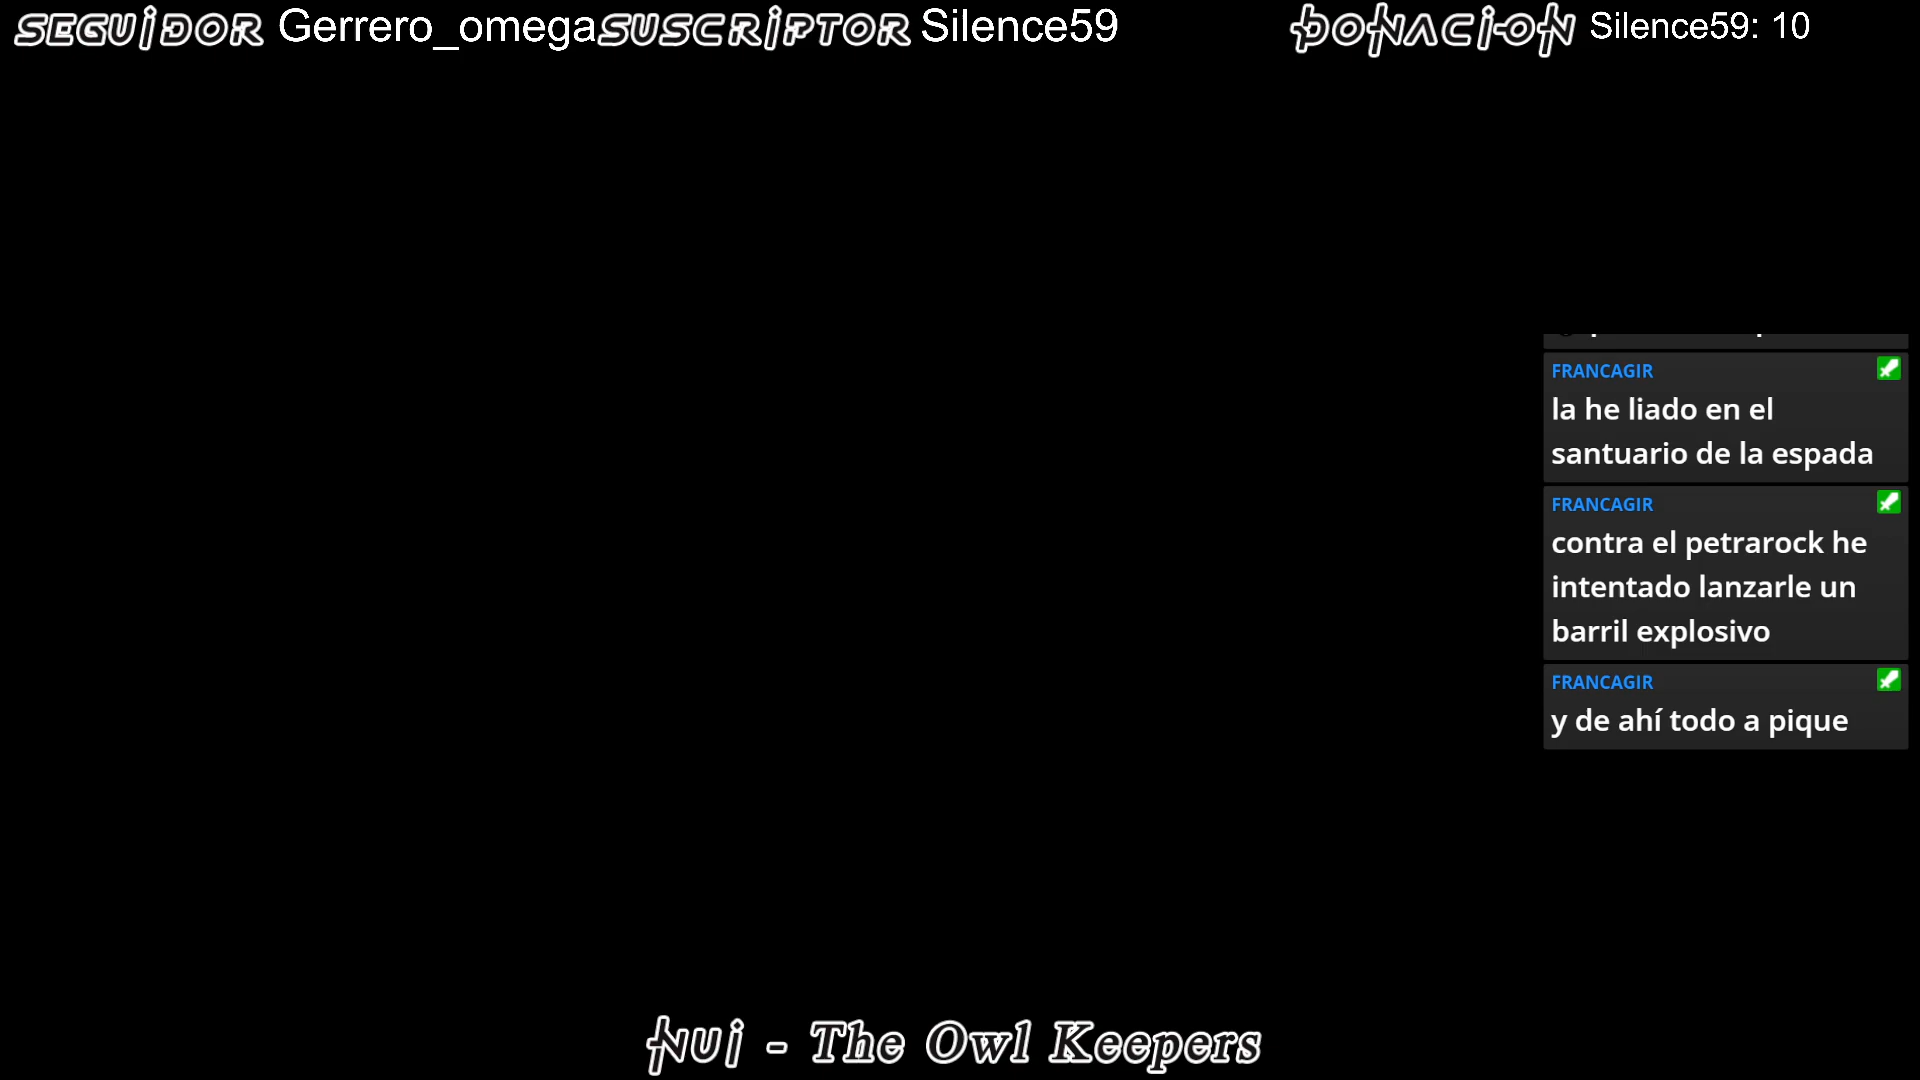 SEGUIDOR Gerrero_omega SUSCRIPTOR Silence59 DONACION Silence59: 10
FRANCAGIR
la he liado en el
santuario de la espada
FRANCAGIR
contra el petrarock he
intentado lanzarle un
barril explosivo
FRANCAGIR
y de ahí todo a pique
Nui - The Owl Keepers